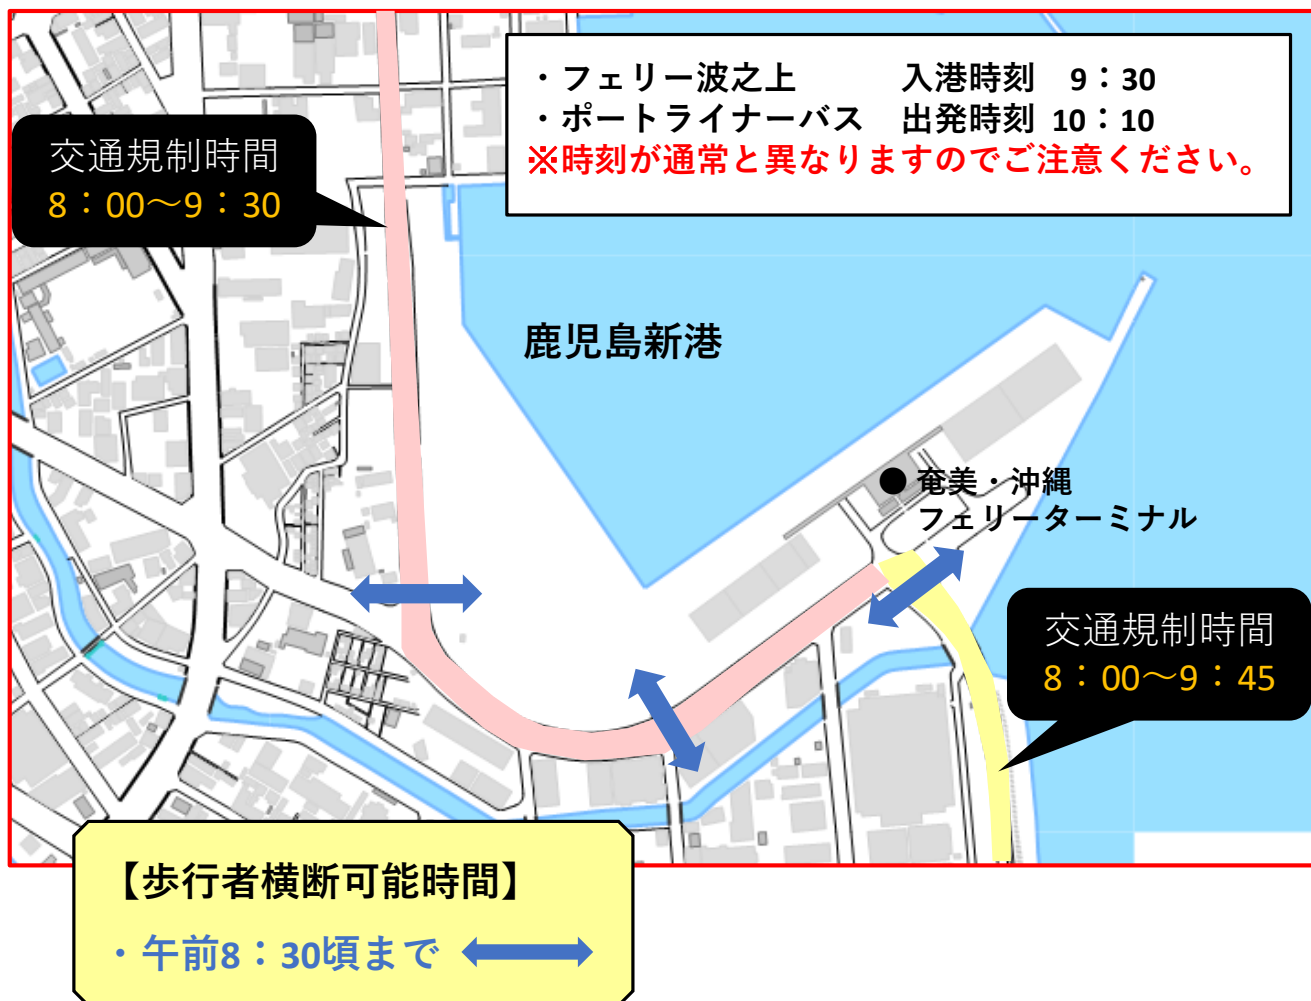 ・フェリー波之上 入港時刻 9：30
・ポートライナーバス 出発時刻 10：10
※時刻が通常と異なりますのでご注意ください。
交通規制時間
8：00～9：30
鹿児島新港
奄美・沖縄
フェリーターミナル
交通規制時間
8：00～9：45
【歩行者横断可能時間】
・午前8：30頃まで